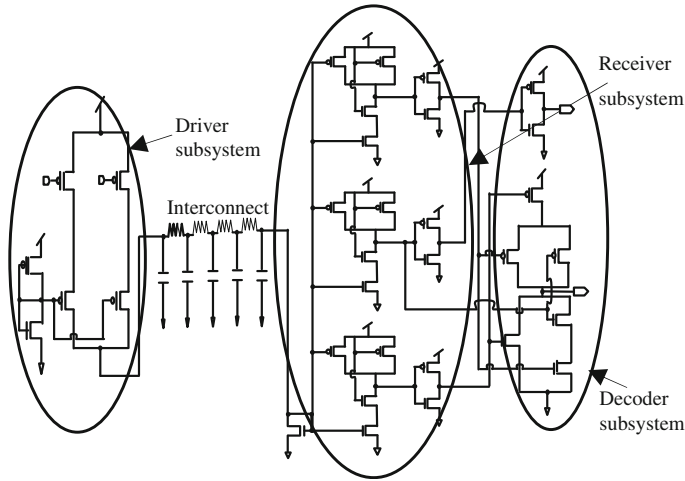 Receiver
subsystem
Driver
subsystem
Interconnect
Decoder
subsystem